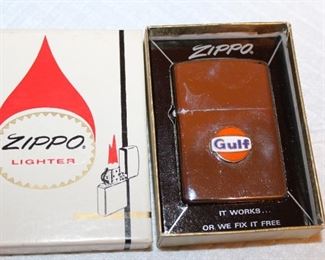 ZIPPO
LIGHTER
ZIPPO
Gulf
IT WORKS...
OR WE FIX IT FREE